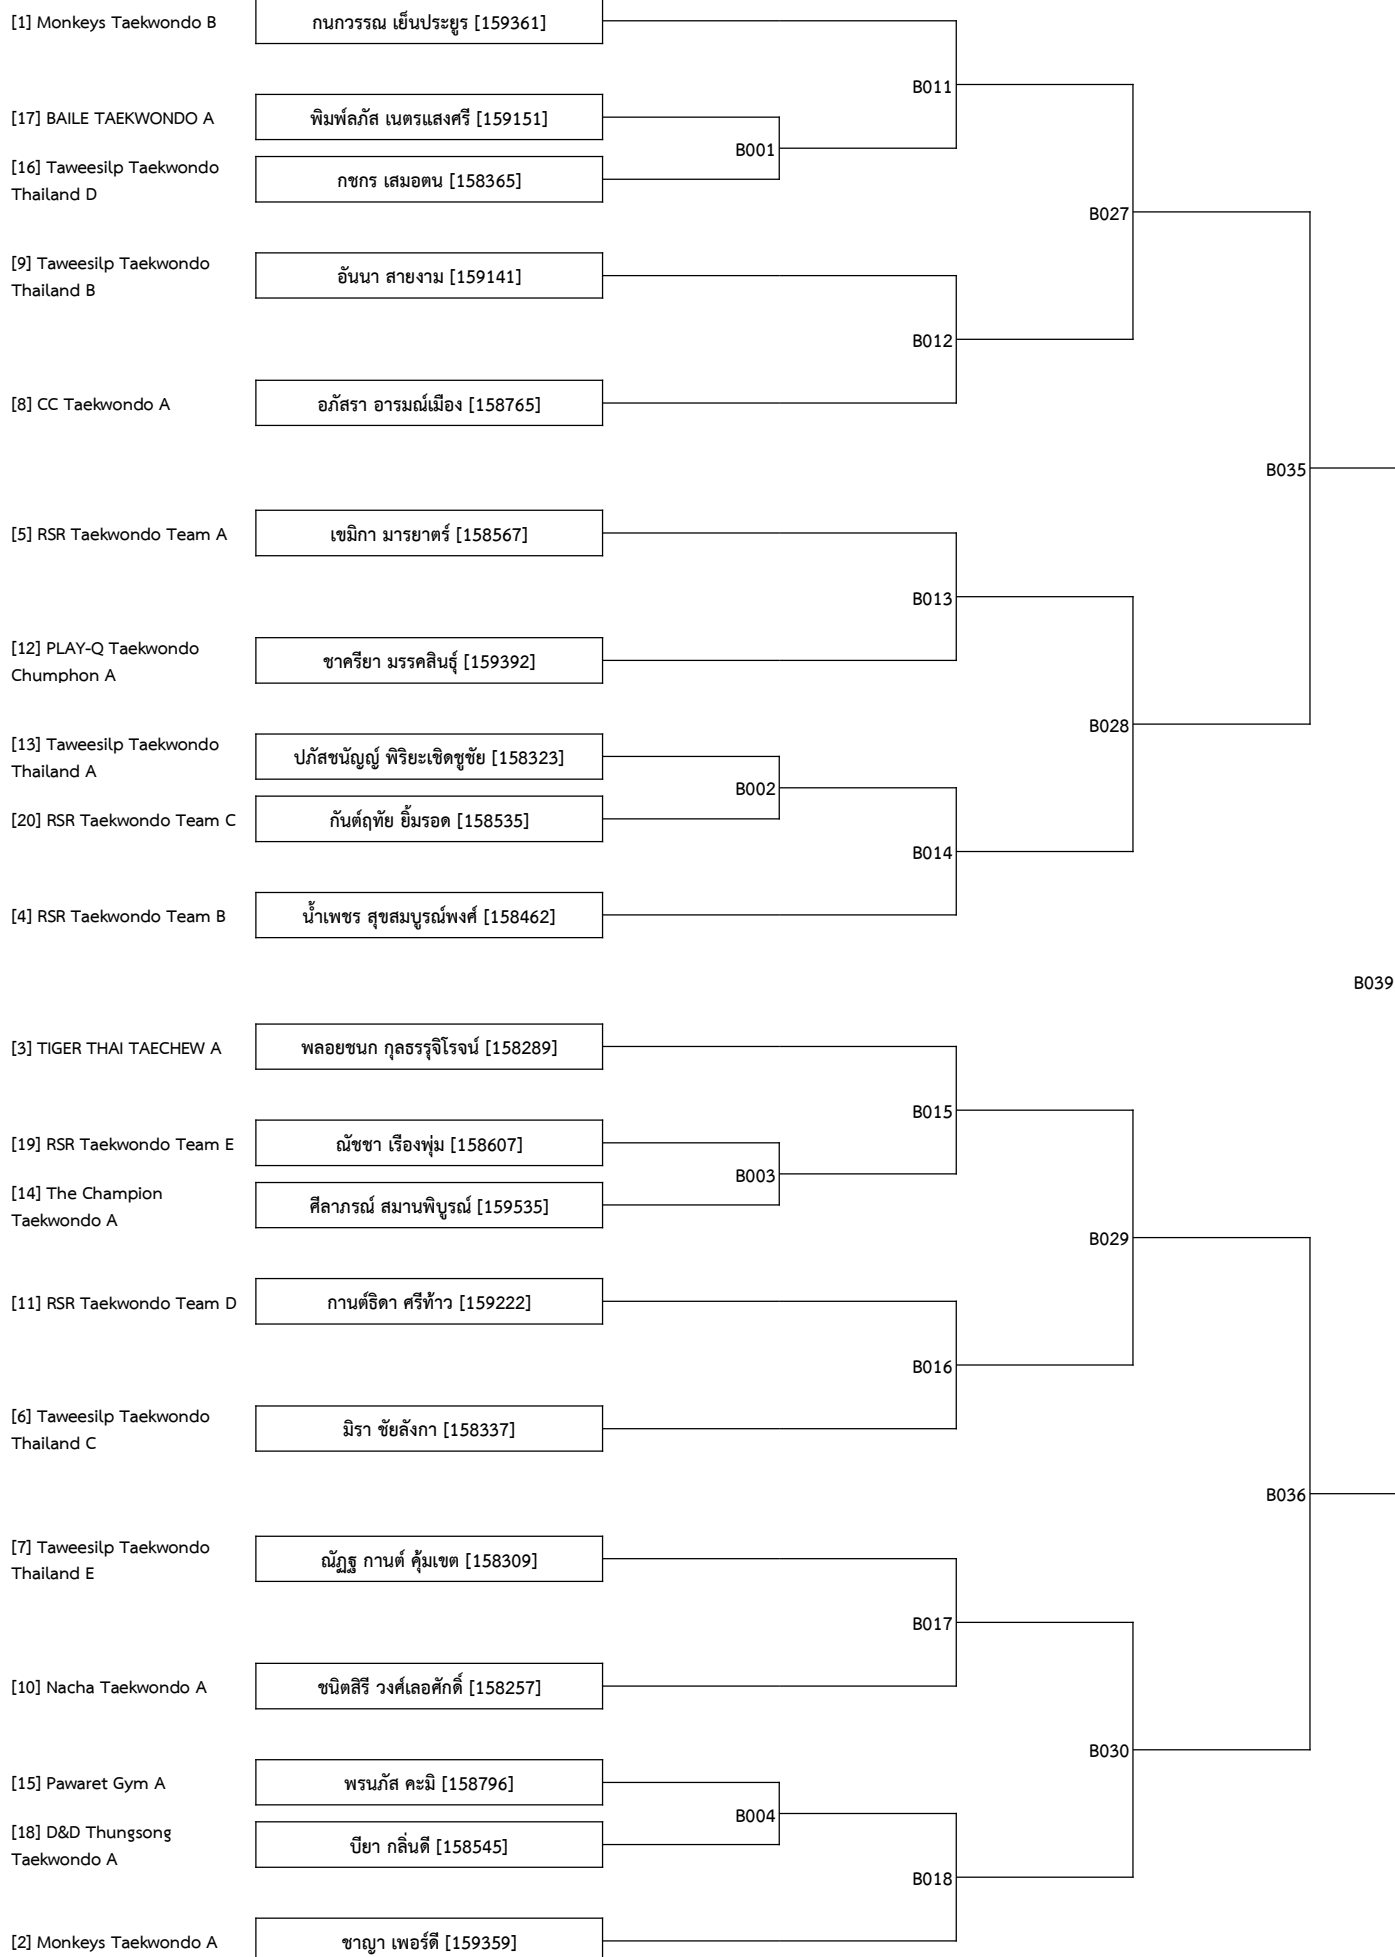 [1] Monkeys Taekwondo B
กนกวรรณ เย็นประยูร [159361]
B011
[17] BAILE TAEKWONDO A
พิมพ์ลภัส เนตรแสงศรี [159151]
B001
[16] Taweesilp Taekwondo
Thailand D
กชกร เสมอตน [158365]
B027
[9] Taweesilp Taekwondo
Thailand B
อันนา สายงาม [159141]
B012
[8] CC Taekwondo A
อภัสรา อารมณ์เมือง [158765]
B035
[5] RSR Taekwondo Team A
เขมิกา มารยาตร์ [158567]
B013
[12] PLAY-Q Taekwondo
Chumphon A
ชาครียา มรรคสินธุ์ [159392]
B028
[13] Taweesilp Taekwondo
Thailand A
ปภัสชนัญญ์ พิริยะเชิดชูชัย [158323]
B002
[20] RSR Taekwondo Team C
กันต์ฤทัย ยิ้มรอด [158535]
B014
[4] RSR Taekwondo Team B
น้ำเพชร สุขสมบูรณ์พงศ์ [158462]
B039
[3] TIGER THAI TAECHEW A
พลอยชนก กุลธรรุจิโรจน์ [158289]
B015
[19] RSR Taekwondo Team E
ณัชชา เรืองพุ่ม [158607]
B003
[14] The Champion
Taekwondo A
ศีลาภรณ์ สมานพิบูรณ์ [159535]
B029
[11] RSR Taekwondo Team D
กานต์ธิดา ศรีท้าว [159222]
B016
[6] Taweesilp Taekwondo
Thailand C
มิรา ชัยลังกา [158337]
B036
[7] Taweesilp Taekwondo
Thailand E
ณัฏฐ กานต์ คุ้มเขต [158309]
B017
[10] Nacha Taekwondo A
ชนิตสิรี วงศ์เลอศักดิ์ [158257]
B030
[15] Pawaret Gym A
พรนภัส คะมิ [158796]
B004
[18] D&D Thungsong
Taekwondo A
บียา กลิ่นดี [158545]
B018
[2] Monkeys Taekwondo A
ชาญา เพอร์ดี [159359]